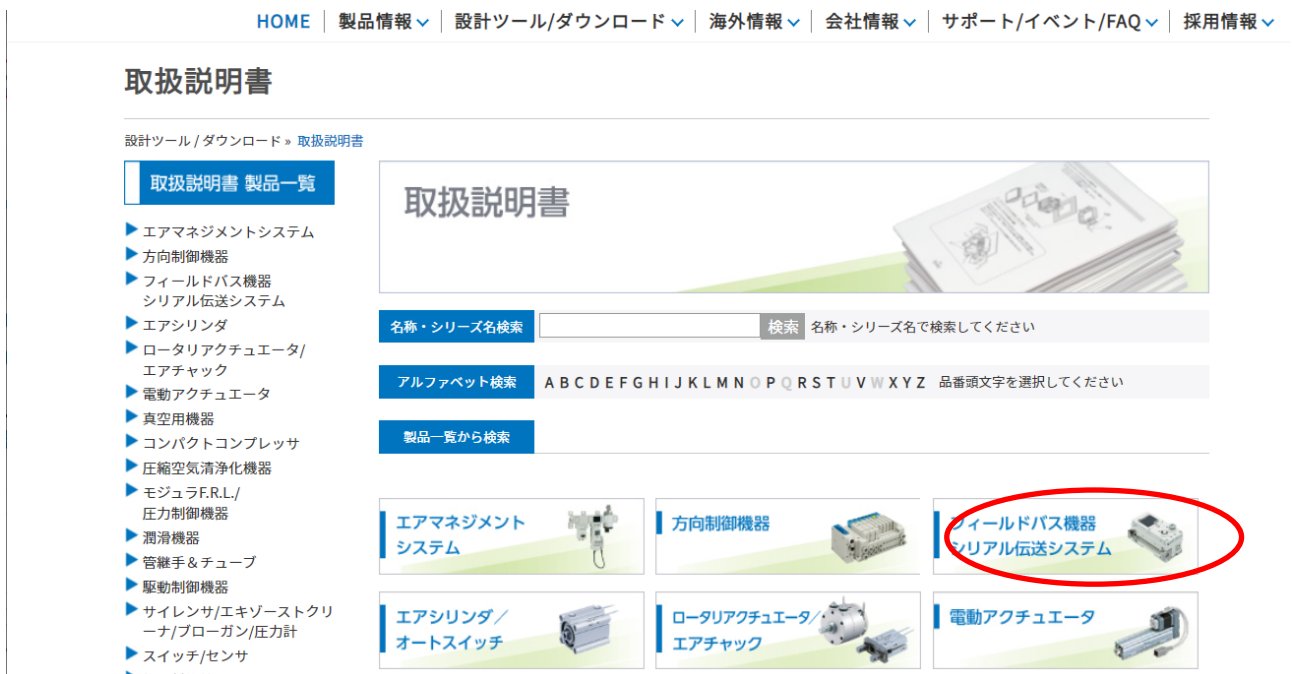 HOME 製品情報 設計ツール/ダウンロード 海外情報 会社情報 サポート/イベント/FAQ 採用情報
取扱説明書
設計ツール / ダウンロード » 取扱説明書
取扱説明書 製品一覧
エアマネジメントシステム
方向制御機器
フィールドバス機器
シリアル伝送システム
エアシリンダ
ロータリアクチュエータ/
エアチャック
電動アクチュエータ
真空用機器
コンパクトコンプレッサ
圧縮空気清浄化機器
モジュラF.R.L./
圧力制御機器
潤滑機器
管継手＆チューブ
駆動制御機器
サイレンサ/エキゾーストクリ
ーナ/ブローガン/圧力計
スイッチ/センサ
取扱説明書
名称・シリーズ名検索 検索 名称・シリーズ名で検索してください
アルファベット検索 A B C D E F G H I J K L M N O P Q R S T U V W X Y Z 品番頭文字を選択してください
製品一覧から検索
エアマネジメント
システム
方向制御機器
フィールドバス機器
シリアル伝送システム
エアシリンダ／
オートスイッチ
ロータリアクチュエータ／
エアチャック
電動アクチュエータ